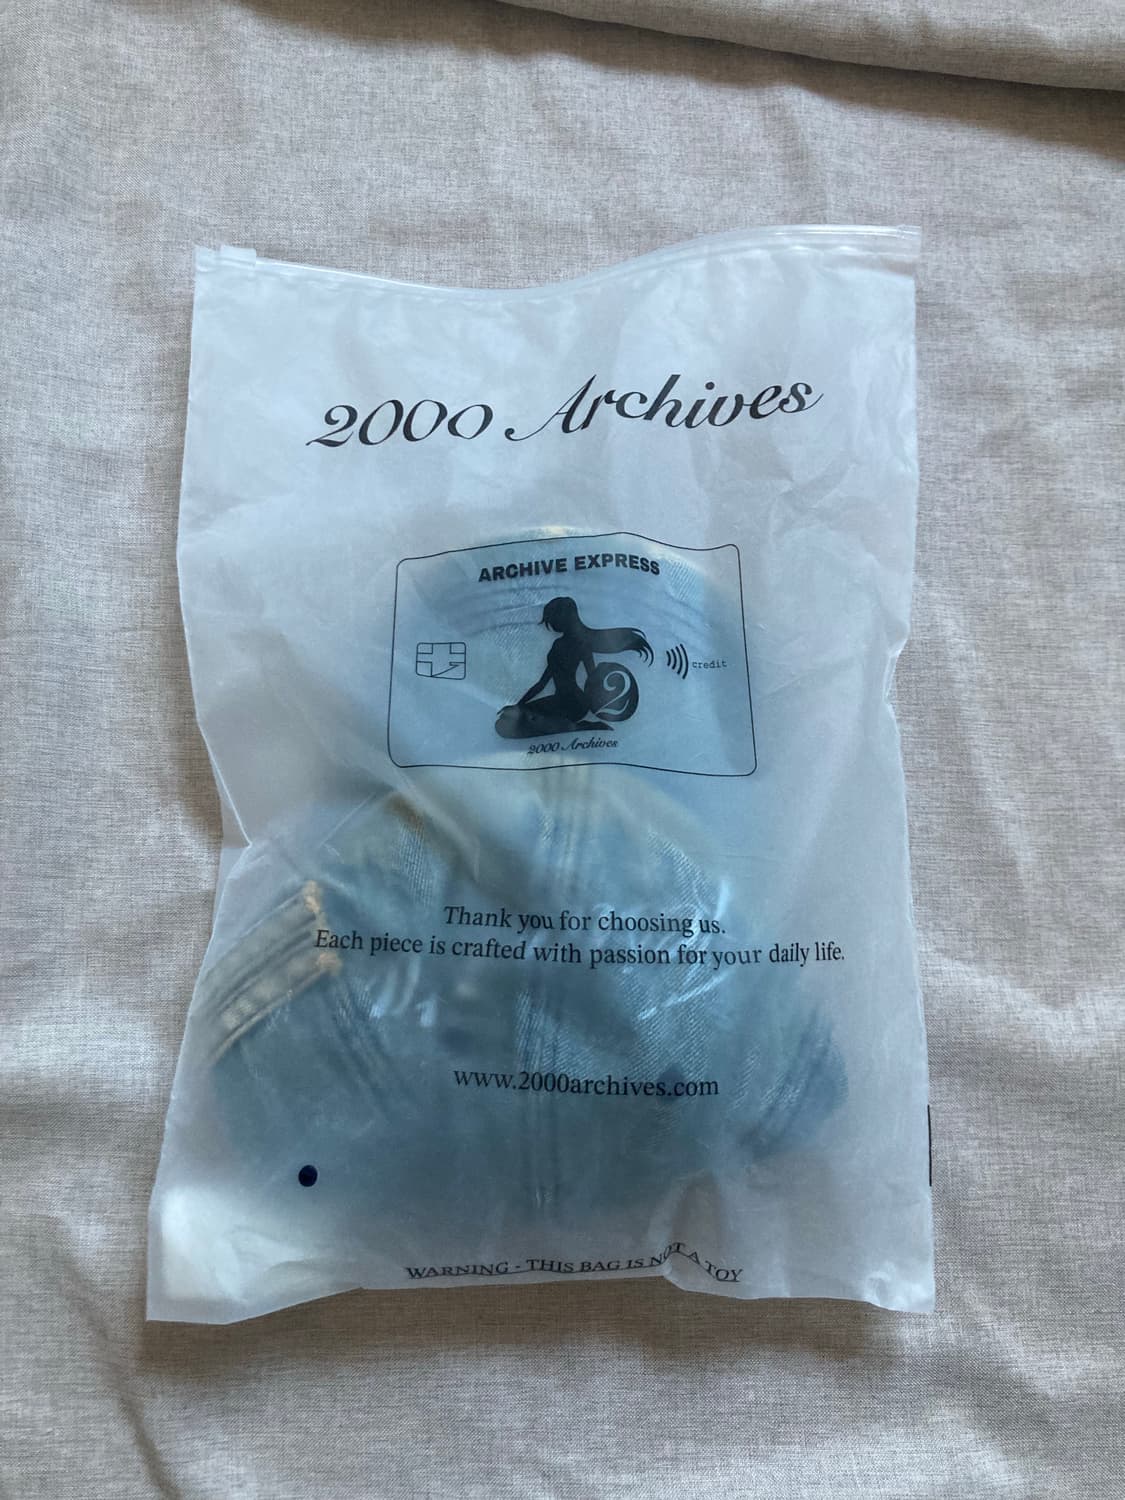 2000 Archives
ARCHIVE EXPRESS
credit
2
2000 Archives
Thank you for choosing us.
Each piece is crafted with passion for your daily life.
www.2000archives.com
WARNING - THIS BAG IS NOT A TOY